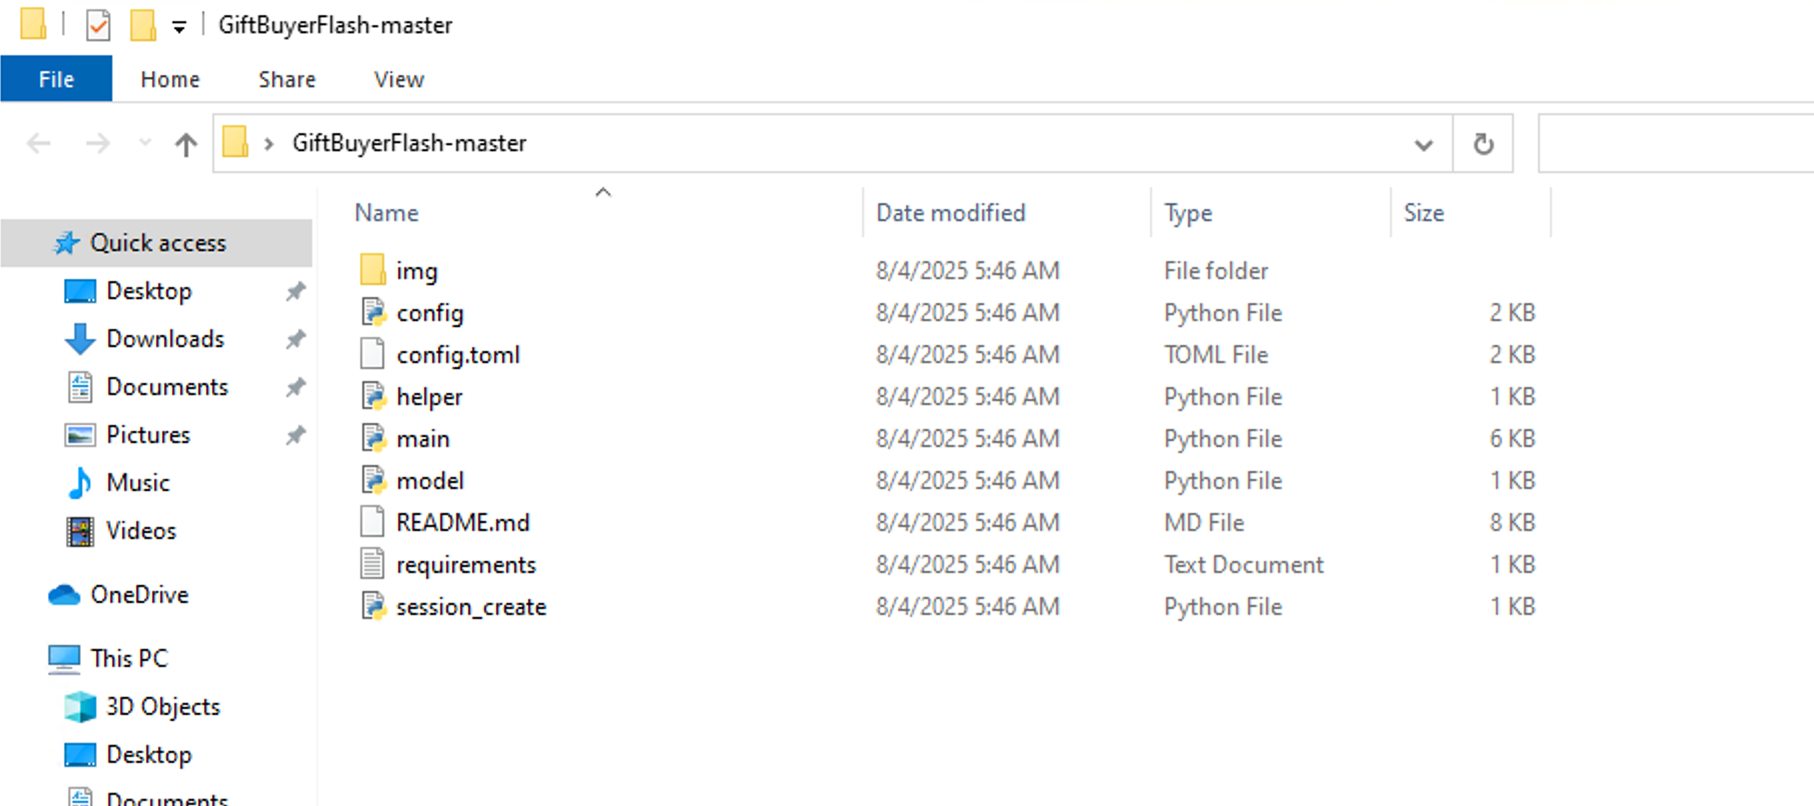 GiftBuyerFlash-master
File Home Share View
GiftBuyerFlash-master
Name Date modified Type Size
Quick access
Desktop
Downloads
Documents
Pictures
Music
Videos
OneDrive
This PC
3D Objects
Desktop
Documents
img 8/4/2025 5:46 AM File folder
config 8/4/2025 5:46 AM Python File 2 KB
config.toml 8/4/2025 5:46 AM TOML File 2 KB
helper 8/4/2025 5:46 AM Python File 1 KB
main 8/4/2025 5:46 AM Python File 6 KB
model 8/4/2025 5:46 AM Python File 1 KB
README.md 8/4/2025 5:46 AM MD File 8 KB
requirements 8/4/2025 5:46 AM Text Document 1 KB
session_create 8/4/2025 5:46 AM Python File 1 KB